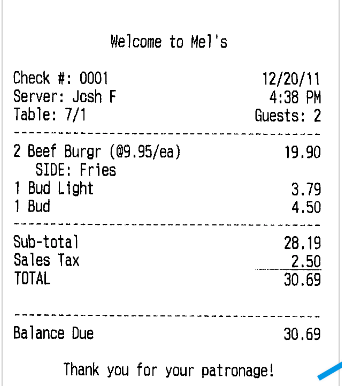 Welcome to Mel's
Check #: 0001 12/20/11
Server: Josh F 4:38 PM
Table: 7/1 Guests: 2
2 Beef Burgr (@9.95/ea) 19.90
SIDE: Fries
1 Bud Light 3.79
1 Bud 4.50
Sub-total 28.19
Sales Tax 2.50
TOTAL 30.69
Balance Due 30.69
Thank you for your patronage!